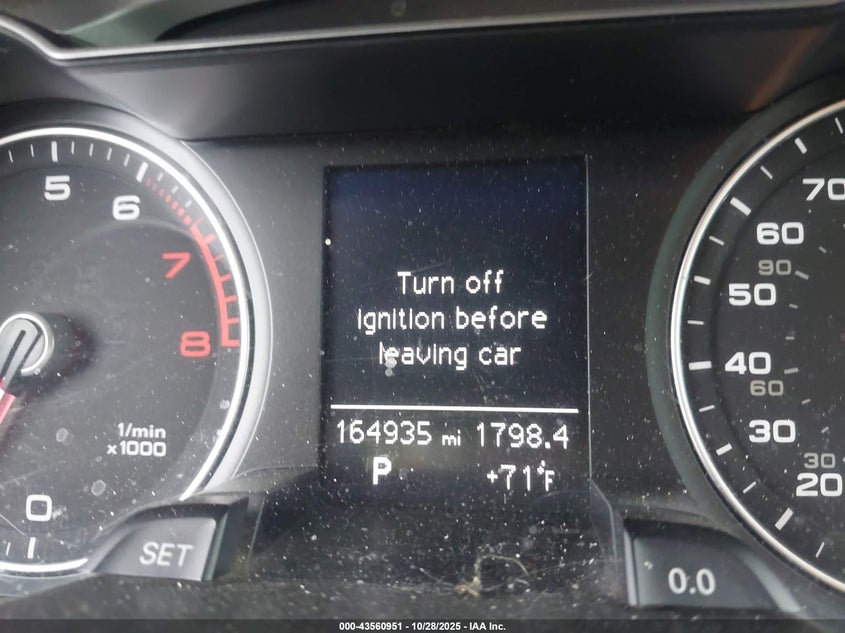 5
6
7
8
1/min
x1000
0
SET
Turn off
ignition before
leaving car
164935 mi 1798.4
P +71°F
70
60
90
50
40
60
30
30
20
0.0
000-43560951 | 10/28/2025 - IAA Inc.